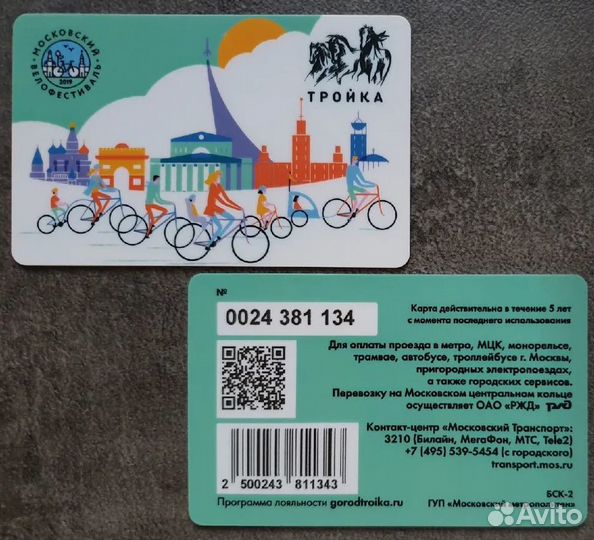 МОСКОВСКИЙ
ВЕЛОФЕСТИВАЛЬ
2019
ТРОЙКА
№
0024 381 134
Карта действительна в течение 5 лет
с момента последнего использования
Для оплаты проезда в метро, МЦК, монорельсе,
трамвае, автобусе, троллейбусе г. Москвы,
пригородных электропоездах,
а также городских сервисов.
Перевозку на Московском центральном кольце
осуществляет ОАО «РЖД» РЖД
Контакт-центр «Московский Транспорт»:
3210 (Билайн, МегаФон, МТС, Tele2)
+7 (495) 539-5454 (с городского)
transport.mos.ru
2 500243 811343
БСК-2
Программа лояльности gorodtroika.ru
ГУП «Московский метрополитен»
Avito